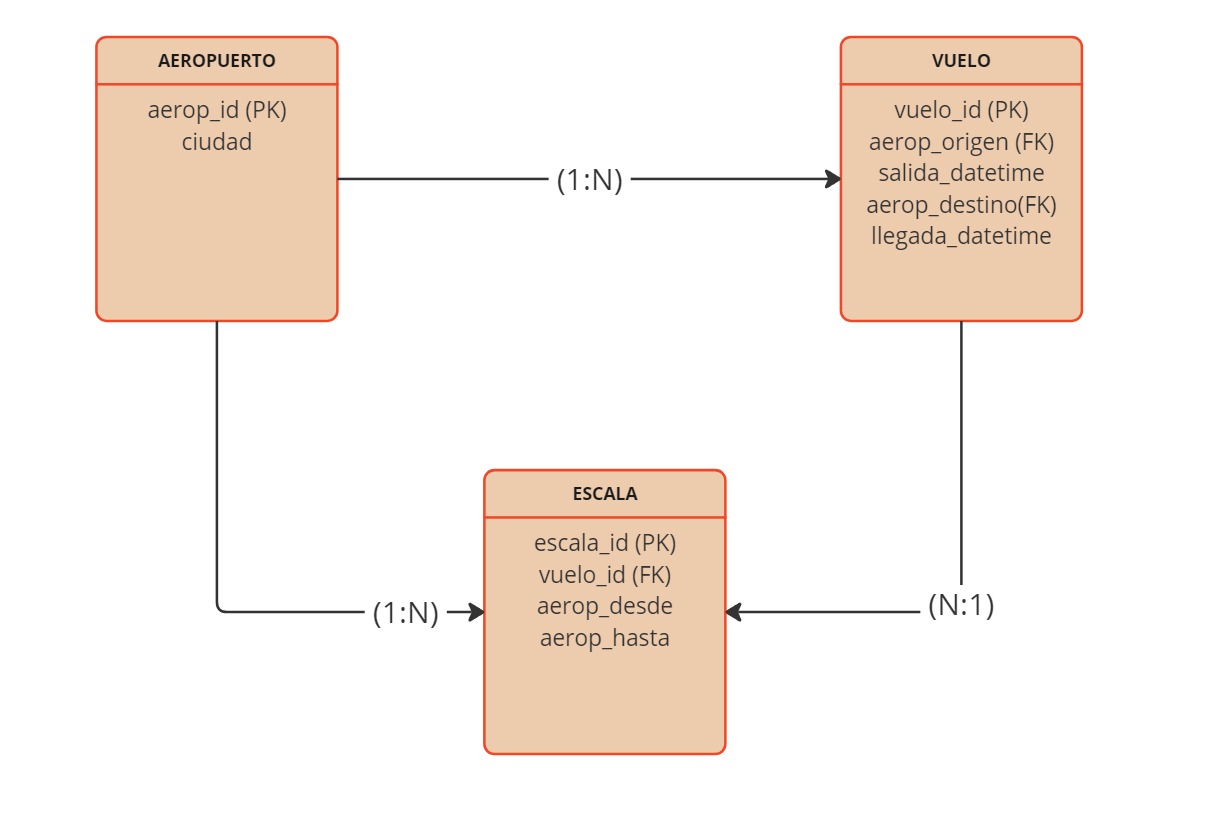 AEROPUERTO
aerop_id (PK)
ciudad
(1:N)
VUELO
vuelo_id (PK)
aerop_origen (FK)
salida_datetime
aerop_destino(FK)
llegada_datetime
(1:N)
ESCALA
escala_id (PK)
vuelo_id (FK)
aerop_desde
aerop_hasta
(N:1)